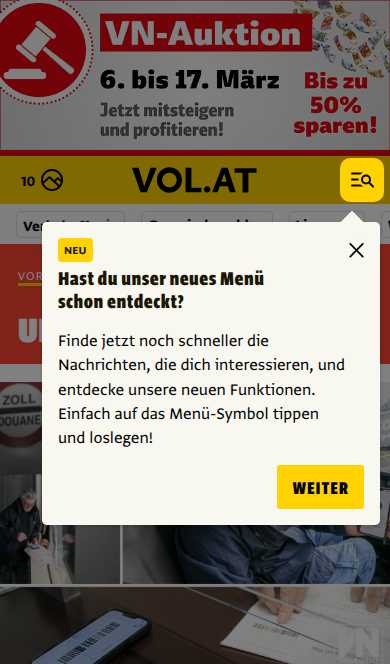 VN-Auktion
6. bis 17. März
Jetzt mitsteigern
und profitieren!
Bis zu
50%
sparen!
10
VOL.AT
NEU
Hast du unser neues Menü
schon entdeckt?
Finde jetzt noch schneller die
Nachrichten, die dich interessieren, und
entdecke unsere neuen Funktionen.
Einfach auf das Menü-Symbol tippen
und loslegen!
WEITER
ZOLL
DOUANE
VN